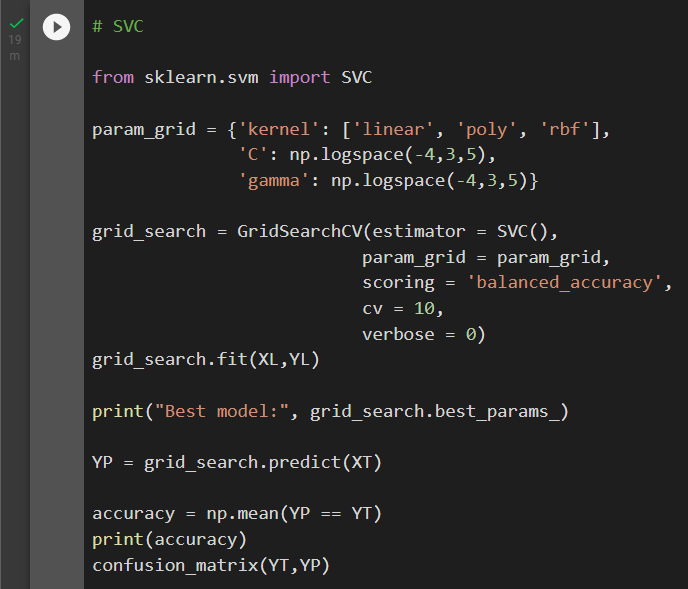 19
m
# SVC
from sklearn.svm import SVC
param_grid = {'kernel': ['linear', 'poly', 'rbf'],
'C': np.logspace(-4,3,5),
'gamma': np.logspace(-4,3,5)}
grid_search = GridSearchCV(estimator = SVC(),
param_grid = param_grid,
scoring = 'balanced_accuracy',
cv = 10,
verbose = 0)
grid_search.fit(XL,YL)
print("Best model:", grid_search.best_params_)
YP = grid_search.predict(XT)
accuracy = np.mean(YP == YT)
print(accuracy)
confusion_matrix(YT,YP)